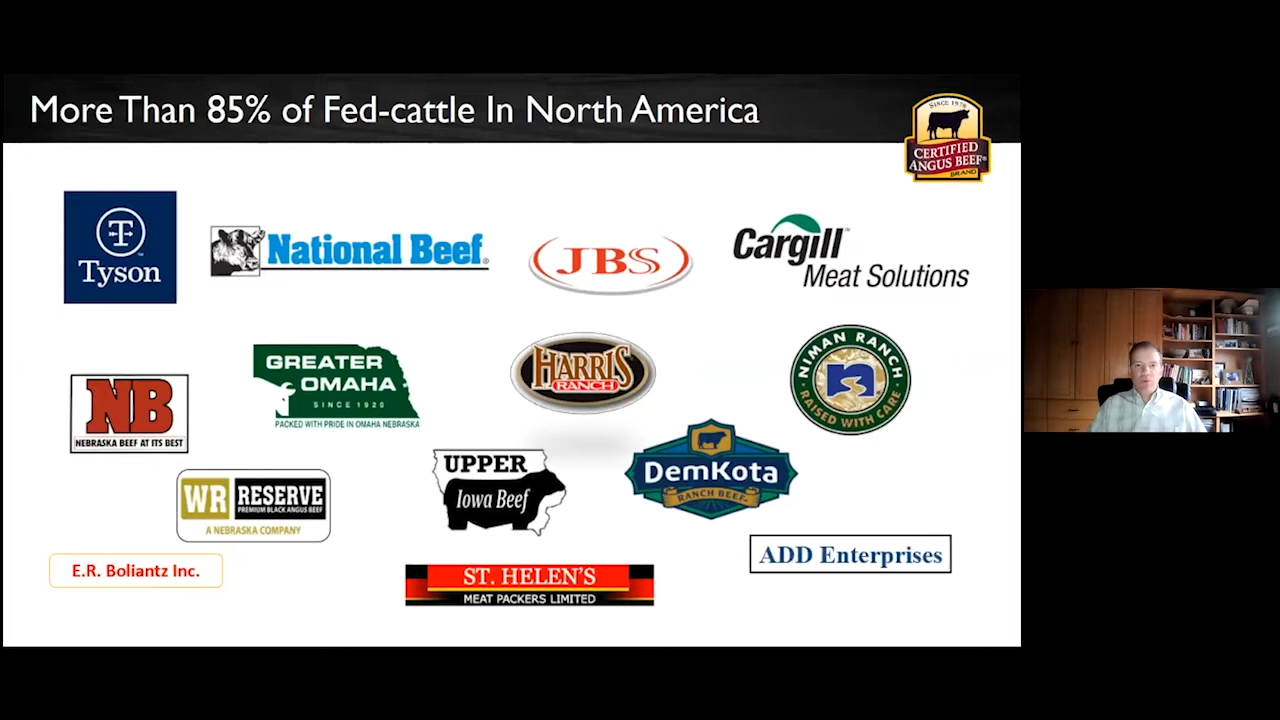 More Than 85% of Fed-cattle In North America
SINCE 1978
CERTIFIED
ANGUS BEEF®
BRAND
Tyson
National Beef®
JBS
Cargill™
Meat Solutions
NB
NEBRASKA BEEF AT ITS BEST
GREATER
OMAHA
SINCE 1920
PACKED WITH PRIDE IN OMAHA NEBRASKA
HARRIS
RANCH
NIMAN RANCH
RAISED WITH CARE
WR RESERVE
PREMIUM BLACK ANGUS BEEF
A NEBRASKA COMPANY
UPPER
Iowa Beef
DemKota
RANCH BEEF
E.R. Boliantz Inc.
ST. HELEN'S
MEAT PACKERS LIMITED
ADD Enterprises